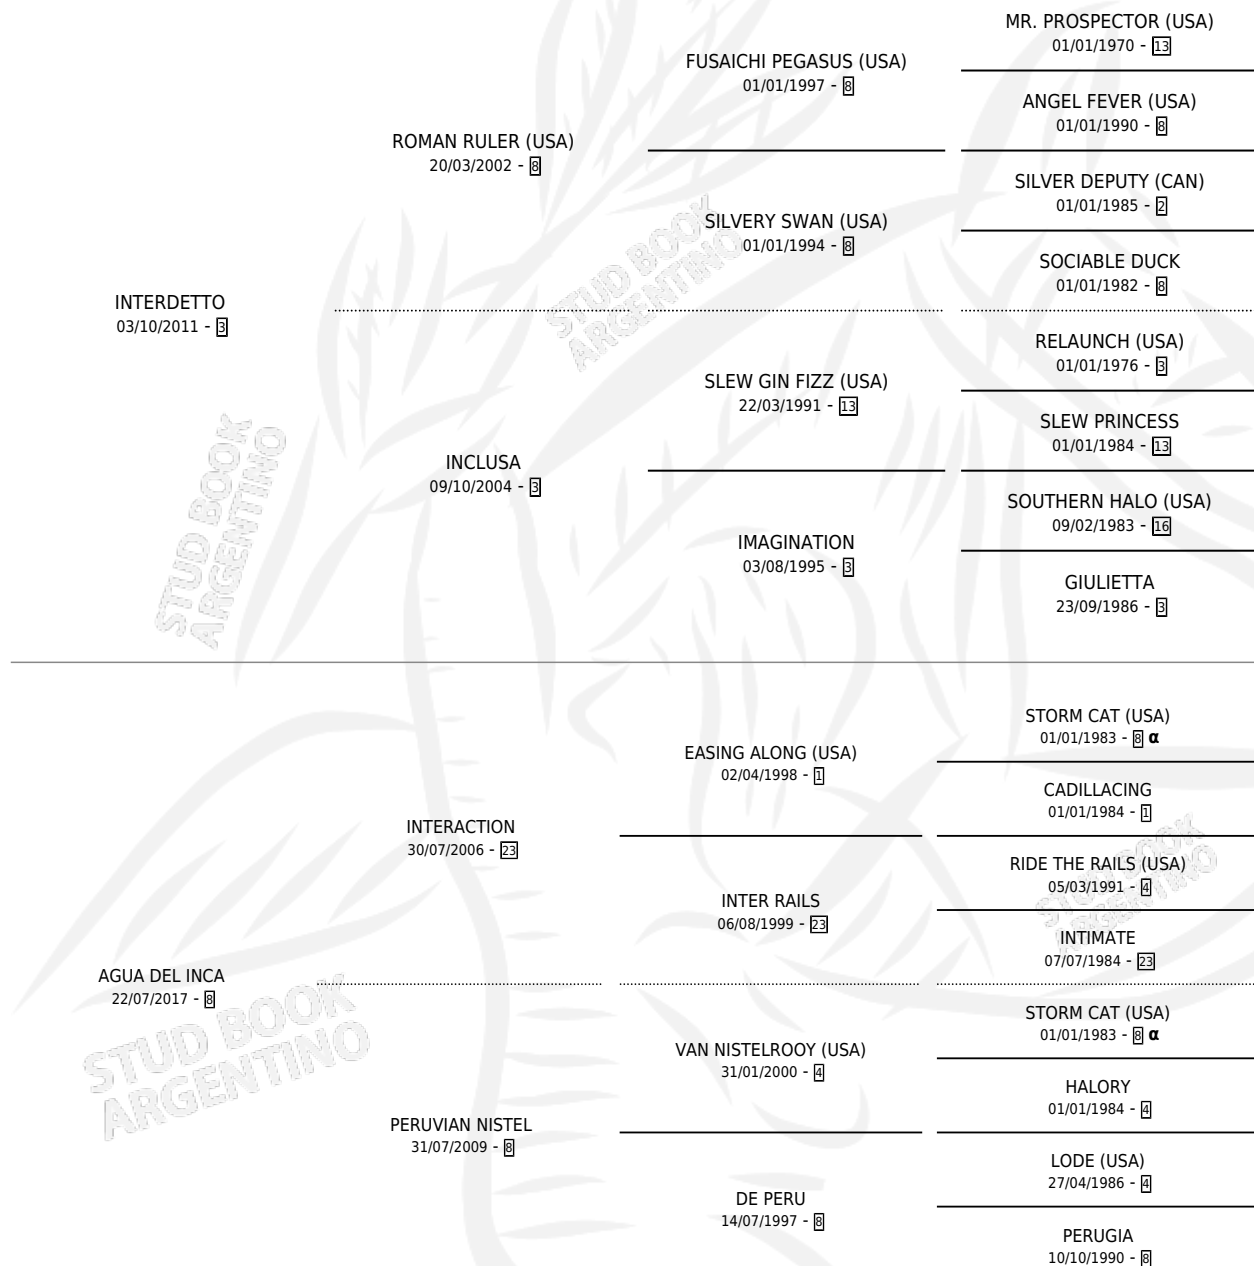 MR. PROSPECTOR (USA)
01/01/1970 - 13
FUSAICHI PEGASUS (USA)
01/01/1997 - 8
ANGEL FEVER (USA)
01/01/1990 - 8
ROMAN RULER (USA)
20/03/2002 - 8
SILVER DEPUTY (CAN)
01/01/1985 - 2
SILVERY SWAN (USA)
01/01/1994 - 8
SOCIABLE DUCK
01/01/1982 - 8
STUD BOOK
ARGENTINO
INTERDETTO
03/10/2011 - 3
RELAUNCH (USA)
01/01/1976 - 3
SLEW GIN FIZZ (USA)
22/03/1991 - 13
SLEW PRINCESS
01/01/1984 - 13
INCLUSA
09/10/2004 - 3
SOUTHERN HALO (USA)
09/02/1983 - 16
IMAGINATION
03/08/1995 - 3
GIULIETTA
23/09/1986 - 3
STUD BOOK
ARGENTINO
STORM CAT (USA)
01/01/1983 - 8 α
EASING ALONG (USA)
02/04/1998 - 1
CADILLACING
01/01/1984 - 1
INTERACTION
30/07/2006 - 23
RIDE THE RAILS (USA)
05/03/1991 - 4
INTER RAILS
06/08/1999 - 23
INTIMATE
07/07/1984 - 23
STUD BOOK
ARGENTINO
AGUA DEL INCA
22/07/2017 - 8
STORM CAT (USA)
01/01/1983 - 8 α
VAN NISTELROOY (USA)
31/01/2000 - 4
HALORY
01/01/1984 - 4
STUD BOOK
ARGENTINO
PERUVIAN NISTEL
31/07/2009 - 8
LODE (USA)
27/04/1986 - 4
DE PERU
14/07/1997 - 8
PERUGIA
10/10/1990 - 8